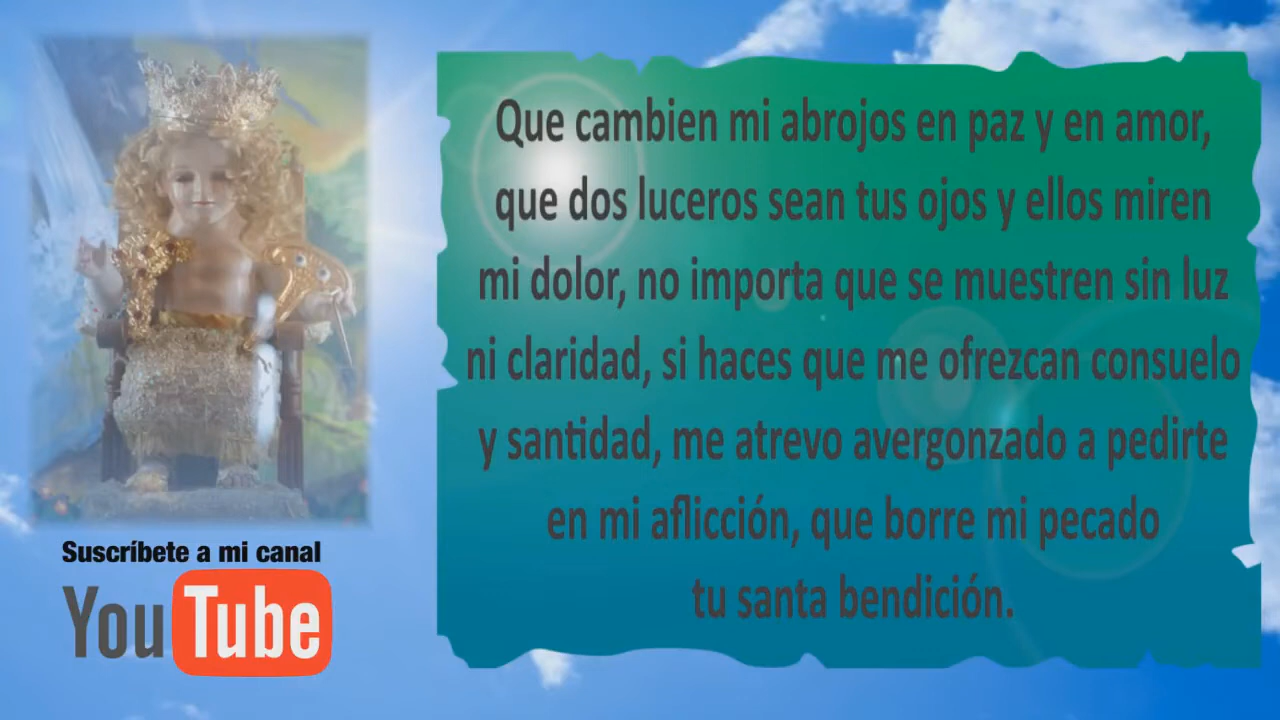 Que cambien mi abrojos en paz y en amor,
que dos luceros sean tus ojos y ellos miren
mi dolor, no importa que se muestren sin luz
ni claridad, si haces que me ofrezcan consuelo
y santidad, me atrevo avergonzado a pedirte
en mi aflicción, que borre mi pecado
tu santa bendición.
Suscríbete a mi canal
YouTube